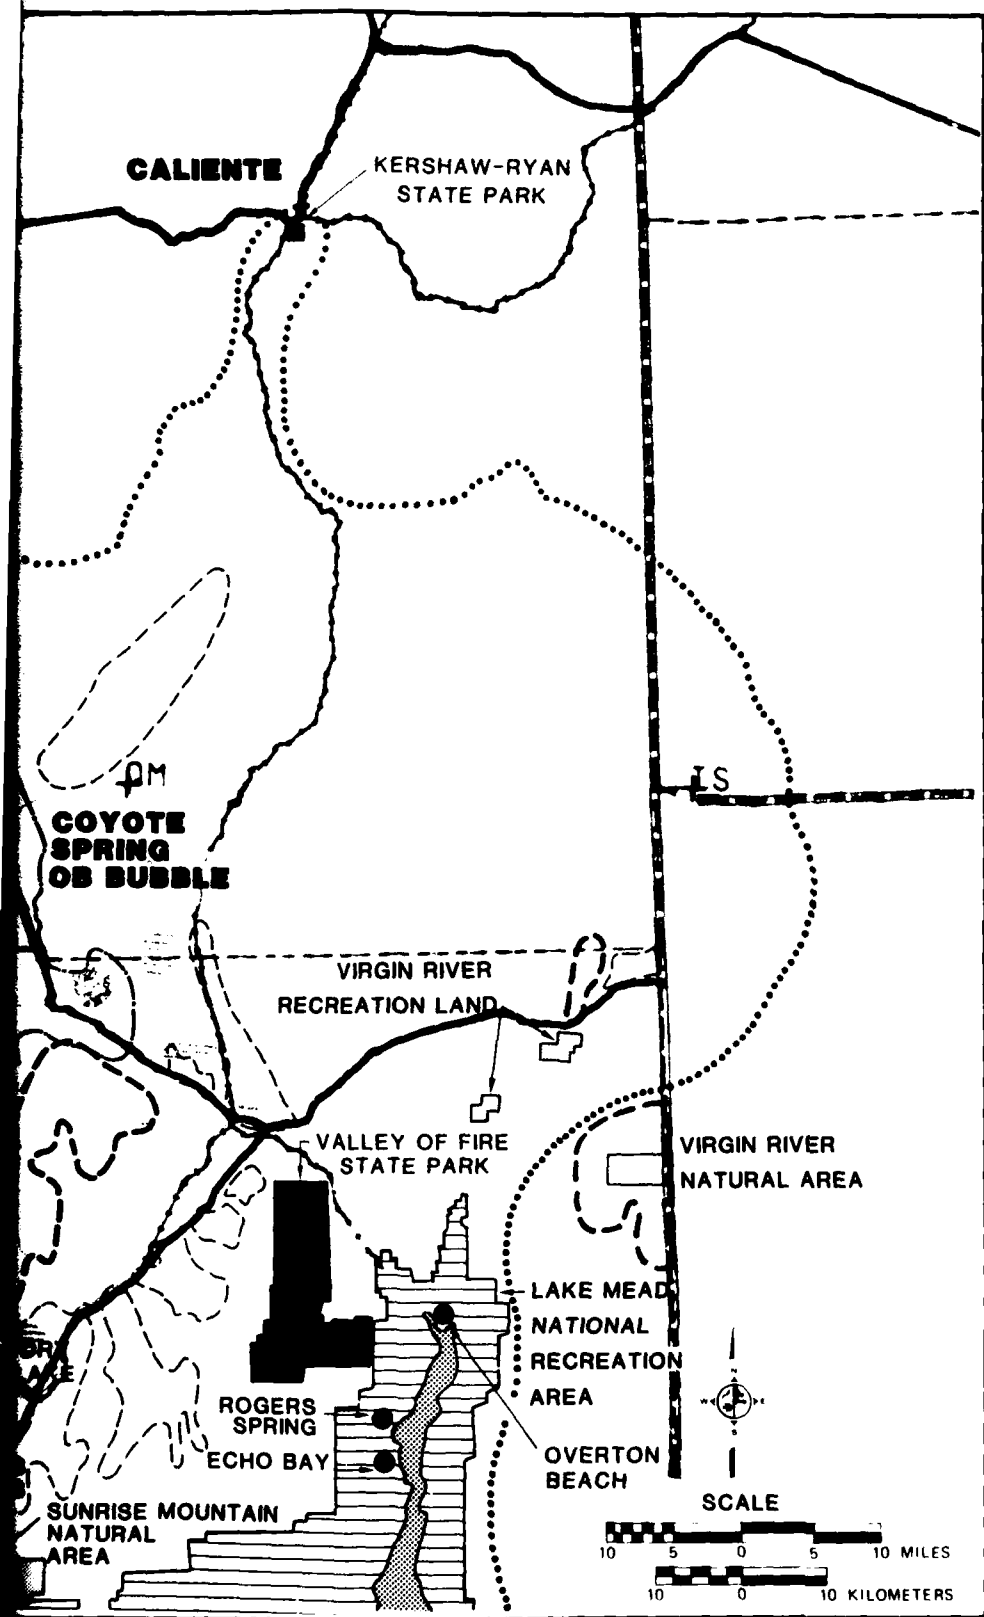 CALIENTE
KERSHAW-RYAN
STATE PARK
COYOTE
SPRING
OB BUBBLE
VIRGIN RIVER
RECREATION LAND
VALLEY OF FIRE
STATE PARK
VIRGIN RIVER
NATURAL AREA
LAKE MEAD
NATIONAL
RECREATION
AREA
ROGERS
SPRING
ECHO BAY
OVERTON
BEACH
SUNRISE MOUNTAIN
NATURAL
AREA
SCALE
10 5 0 5 10 MILES
10 0 10 KILOMETERS